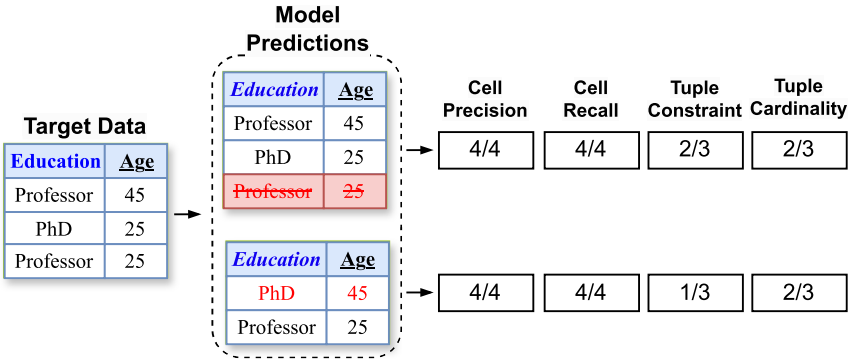 Model
Predictions
Target Data
Education Age
Professor 45
PhD 25
Professor 25
Education Age
Professor 45
PhD 25
Professor 25
Education Age
PhD 45
Professor 25
Cell
Precision
Cell
Recall
Tuple
Constraint
Tuple
Cardinality
4/4 4/4 2/3 2/3
4/4 4/4 1/3 2/3